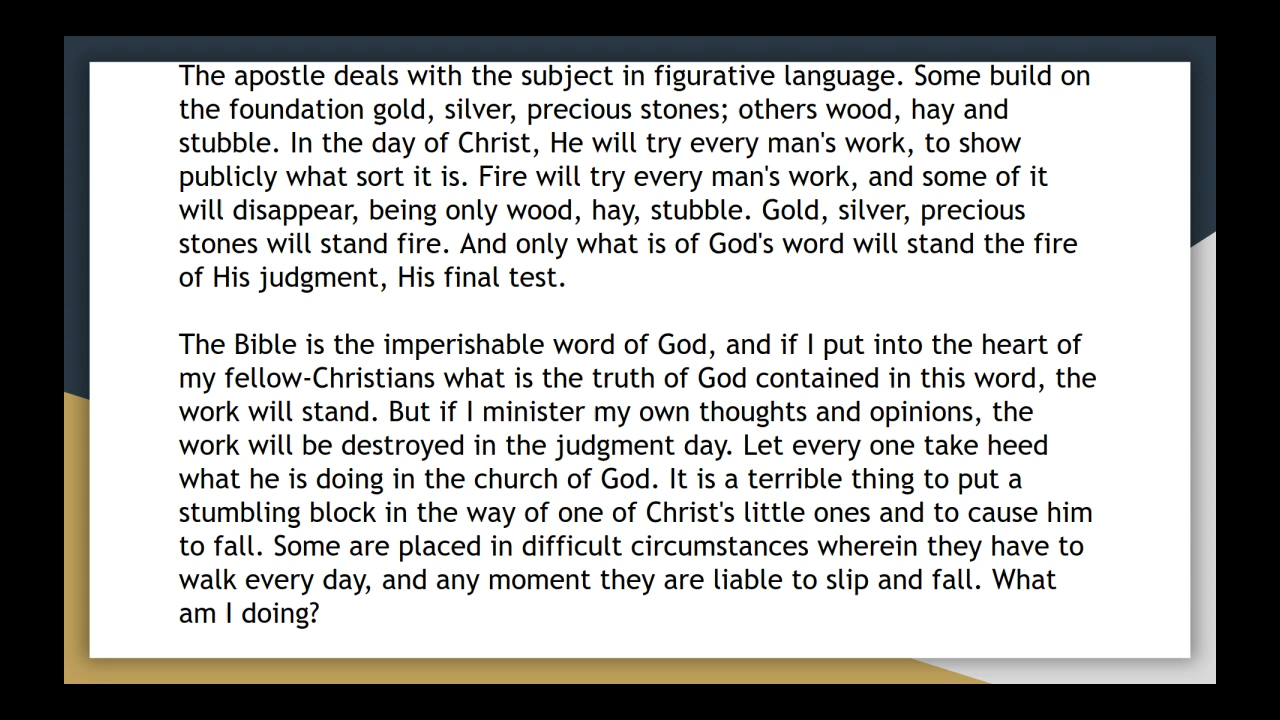 The apostle deals with the subject in figurative language. Some build on
the foundation gold, silver, precious stones; others wood, hay and
stubble. In the day of Christ, He will try every man's work, to show
publicly what sort it is. Fire will try every man's work, and some of it
will disappear, being only wood, hay, stubble. Gold, silver, precious
stones will stand fire. And only what is of God's word will stand the fire
of His judgment, His final test.
The Bible is the imperishable word of God, and if I put into the heart of
my fellow-Christians what is the truth of God contained in this word, the
work will stand. But if I minister my own thoughts and opinions, the
work will be destroyed in the judgment day. Let every one take heed
what he is doing in the church of God. It is a terrible thing to put a
stumbling block in the way of one of Christ's little ones and to cause him
to fall. Some are placed in difficult circumstances wherein they have to
walk every day, and any moment they are liable to slip and fall. What
am I doing?